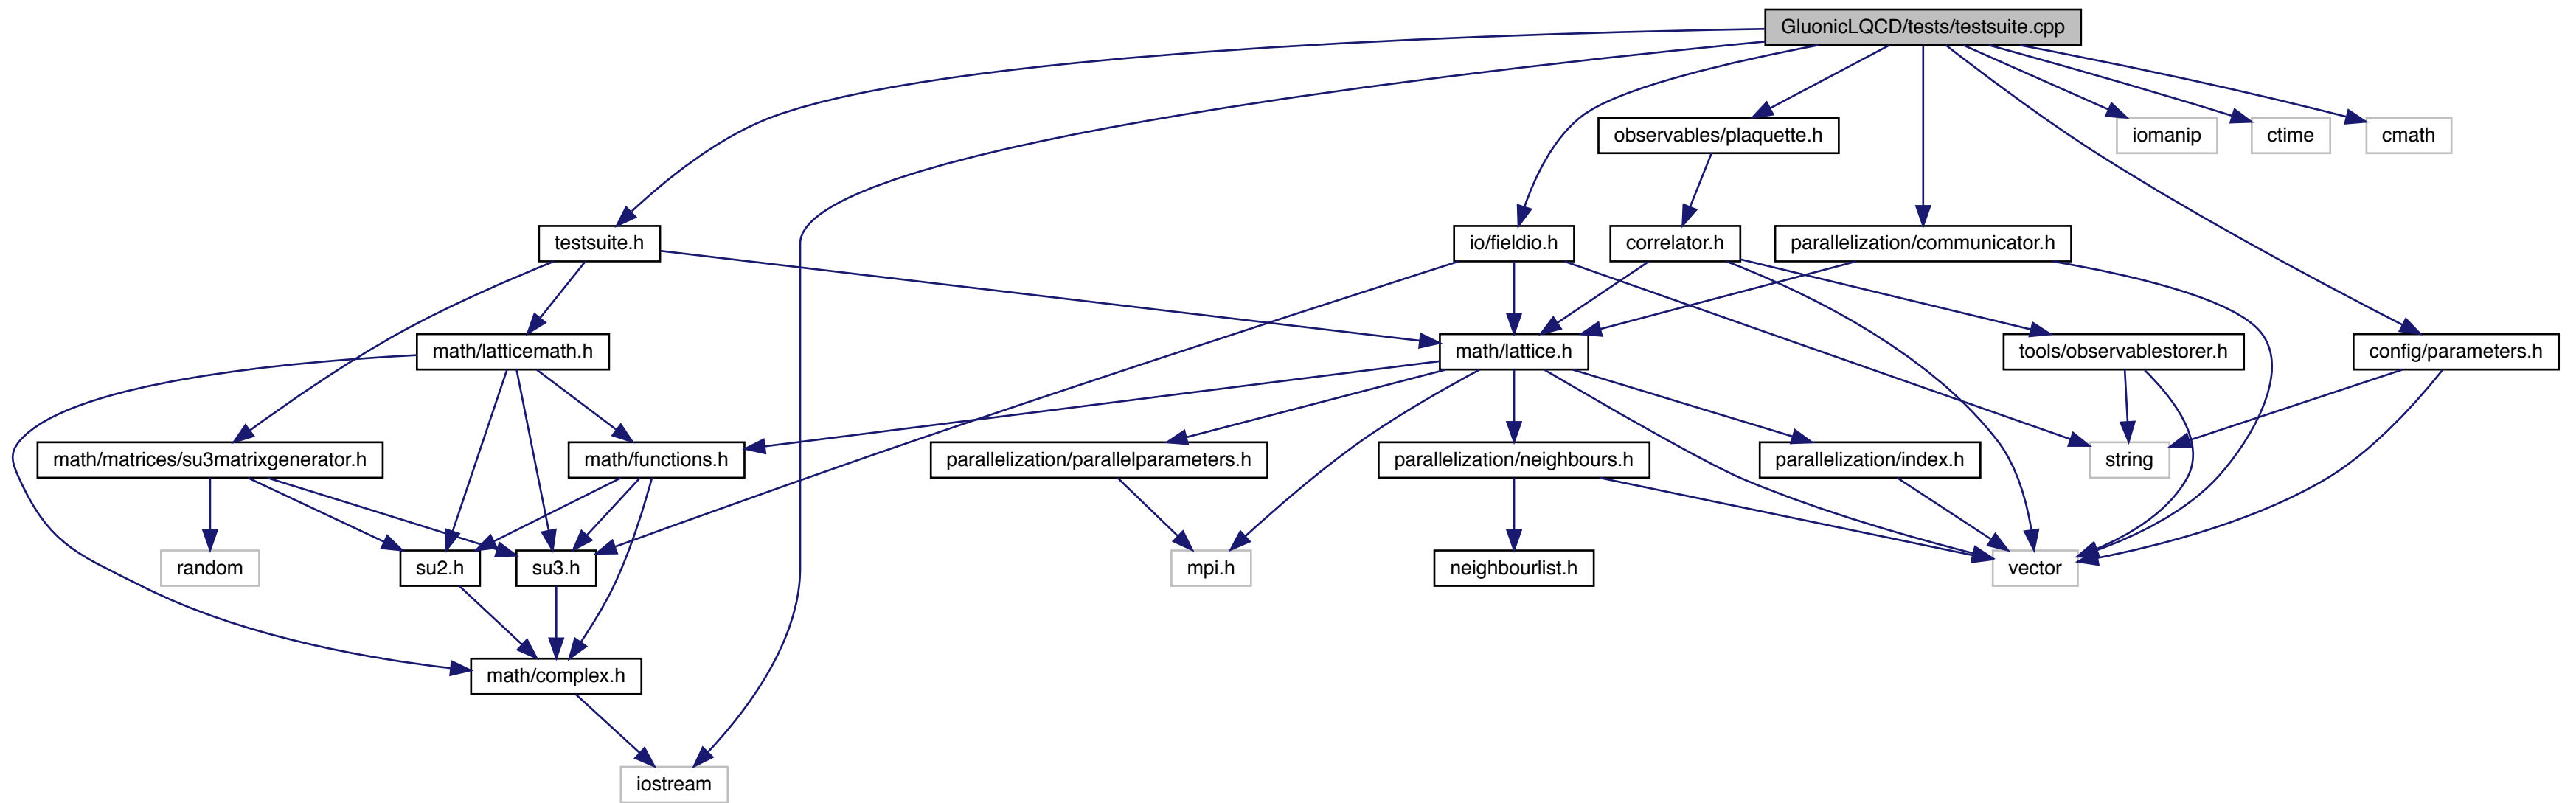 GluonicLQCD/tests/testsuite.cpp
observables/plaquette.h
iomanip
ctime
cmath
testsuite.h
io/fieldio.h
correlator.h
parallelization/communicator.h
math/latticemath.h
math/lattice.h
tools/observablestorer.h
config/parameters.h
math/matrices/su3matrixgenerator.h
math/functions.h
parallelization/parallelparameters.h
parallelization/neighbours.h
parallelization/index.h
string
random
su2.h
su3.h
mpi.h
neighbourlist.h
vector
math/complex.h
iostream